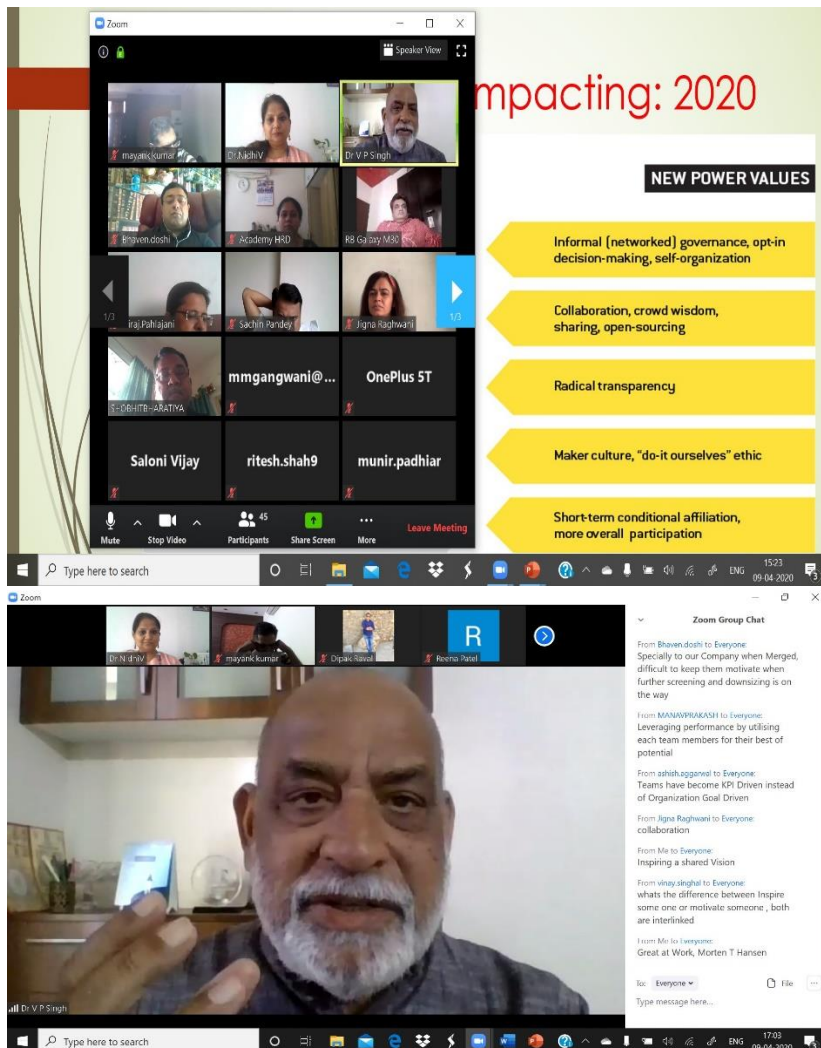 Zoom
Speaker View
mpacting: 2020
mayank kumar
Dr.NidhiV
Dr V P Singh
NEW POWER VALUES
Bhaven.doshi
Academy HRD
RB Galaxy M30
Informal (networked) governance, opt-in
decision-making, self-organization
1/3
iraj.Pahlajani
Sachin Pandey
Jigna Raghwani
1/3
Collaboration, crowd wisdom,
sharing, open-sourcing
SHOBHITBHARATIYA
mmgangwani@...
OnePlus 5T
Radical transparency
Saloni Vijay
ritesh.shah9
munir.padhiar
Maker culture, "do-it ourselves" ethic
Mute
Stop Video
Participants
45
Share Screen
More
Leave Meeting
Short-term conditional affiliation,
more overall participation
Type here to search
ENG
15:23
09-04-2020
3
Zoom
Dr.NidhiV
mayank kumar
Dipak Raval
R
Reena Patel
Zoom Group Chat
From Bhaven.doshi to Everyone:
Specially to our Company when Merged,
difficult to keep them motivate when
further screening and downsizing is on
the way
From MANAVPRAKASH to Everyone:
Leveraging performance by utilising
each team members for their best of
potential
From ashish.aggarwal to Everyone:
Teams have become KPI Driven instead
of Organization Goal Driven
From Jigna Raghwani to Everyone:
collaboration
From Me to Everyone:
Inspiring a shared Vision
From vinay.singhal to Everyone:
whats the difference between Inspire
some one or motivate someone , both
are interlinked
From Me to Everyone:
Great at Work, Morten T Hansen
To: Everyone
File
...
Type message here...
Dr V P Singh
Type here to search
ENG
17:03
09-04-2020
3